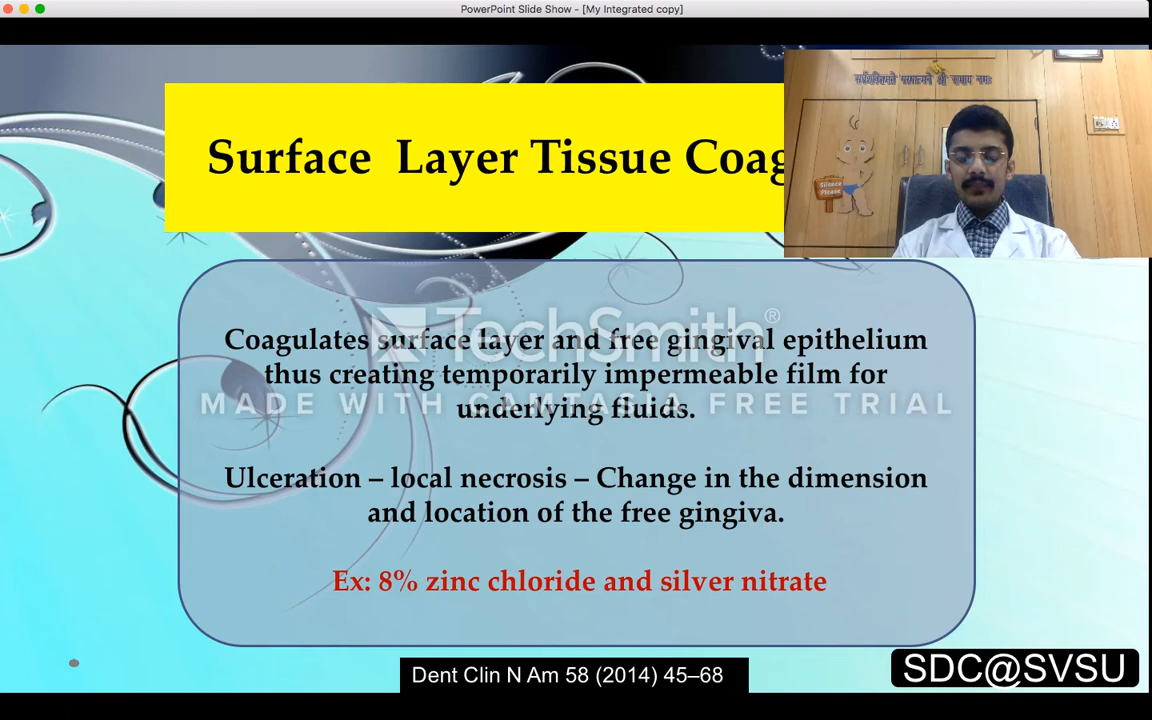 PowerPoint Slide Show - [My Integrated copy]
Surface Layer Tissue Coag
Silence
Please
TechSmith®
MADE WITH CAMTASIA FREE TRIAL
Coagulates surface layer and free gingival epithelium
thus creating temporarily impermeable film for
underlying fluids.
Ulceration – local necrosis – Change in the dimension
and location of the free gingiva.
Ex: 8% zinc chloride and silver nitrate
Dent Clin N Am 58 (2014) 45–68
SDC@SVSU